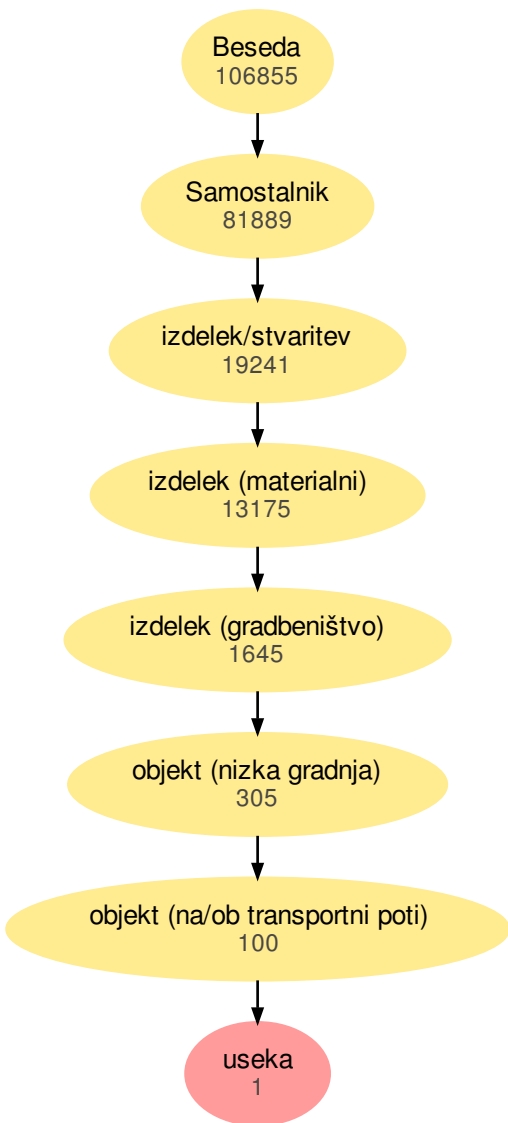 Beseda
106855
Samostalnik
81889
izdelek/stvaritev
19241
izdelek (materialni)
13175
izdelek (gradbeništvo)
1645
objekt (nizka gradnja)
305
objekt (na/ob transportni poti)
100
useka
1